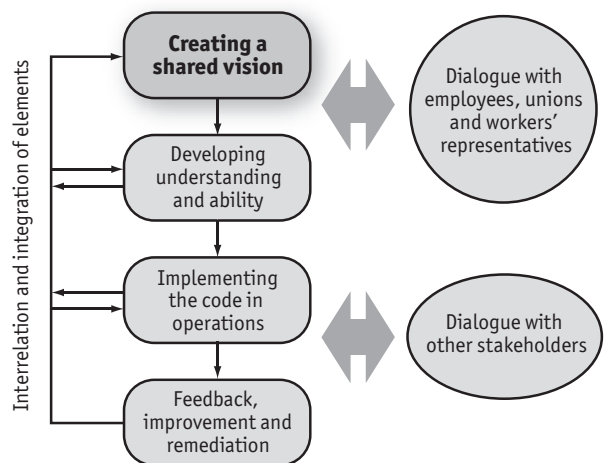 Creating a
shared vision
Dialogue with
employees, unions
and workers'
representatives
Developing
understanding
and ability
Implementing
the code in
operations
Dialogue with
other stakeholders
Feedback,
improvement and
remediation
Interrelation and integration of elements